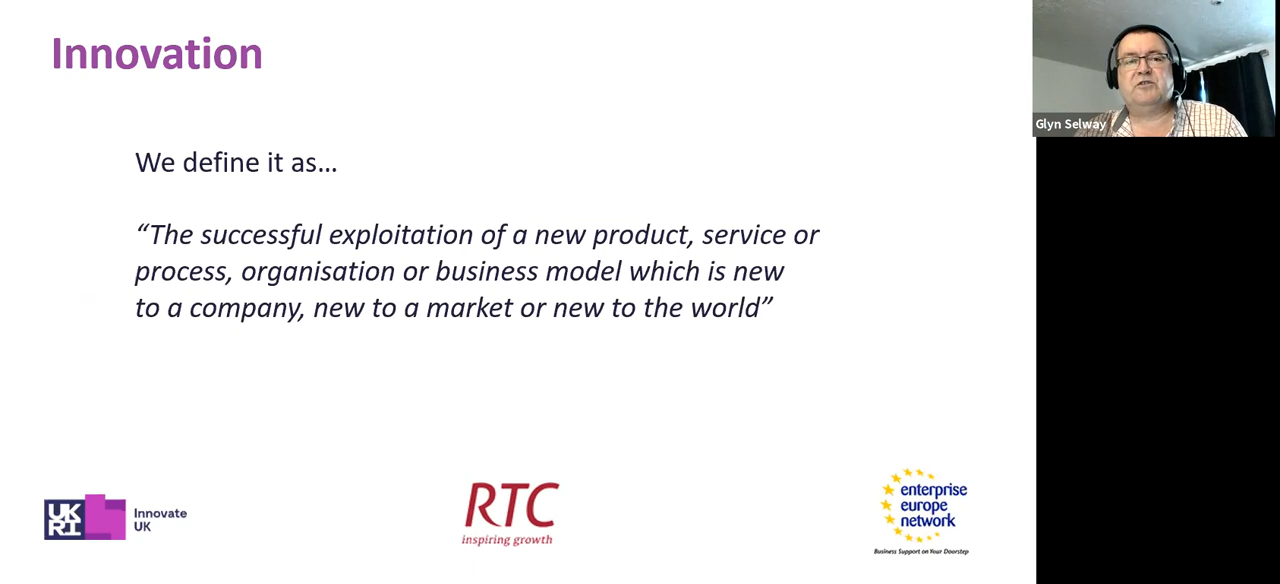 Innovation
Glyn Selway
We define it as…
“The successful exploitation of a new product, service or
process, organisation or business model which is new
to a company, new to a market or new to the world”
UK
RI
Innovate
UK
RTC
inspiring growth
enterprise
europe
network
Business Support on Your Doorstep